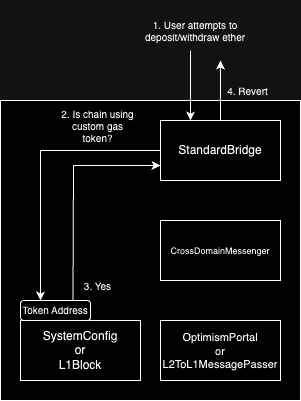 1. User attempts to
deposit/withdraw ether
4. Revert
2. Is chain using
custom gas
token?
StandardBridge
CrossDomainMessenger
3. Yes
Token Address
SystemConfig
or
L1Block
OptimismPortal
or
L2ToL1MessagePasser